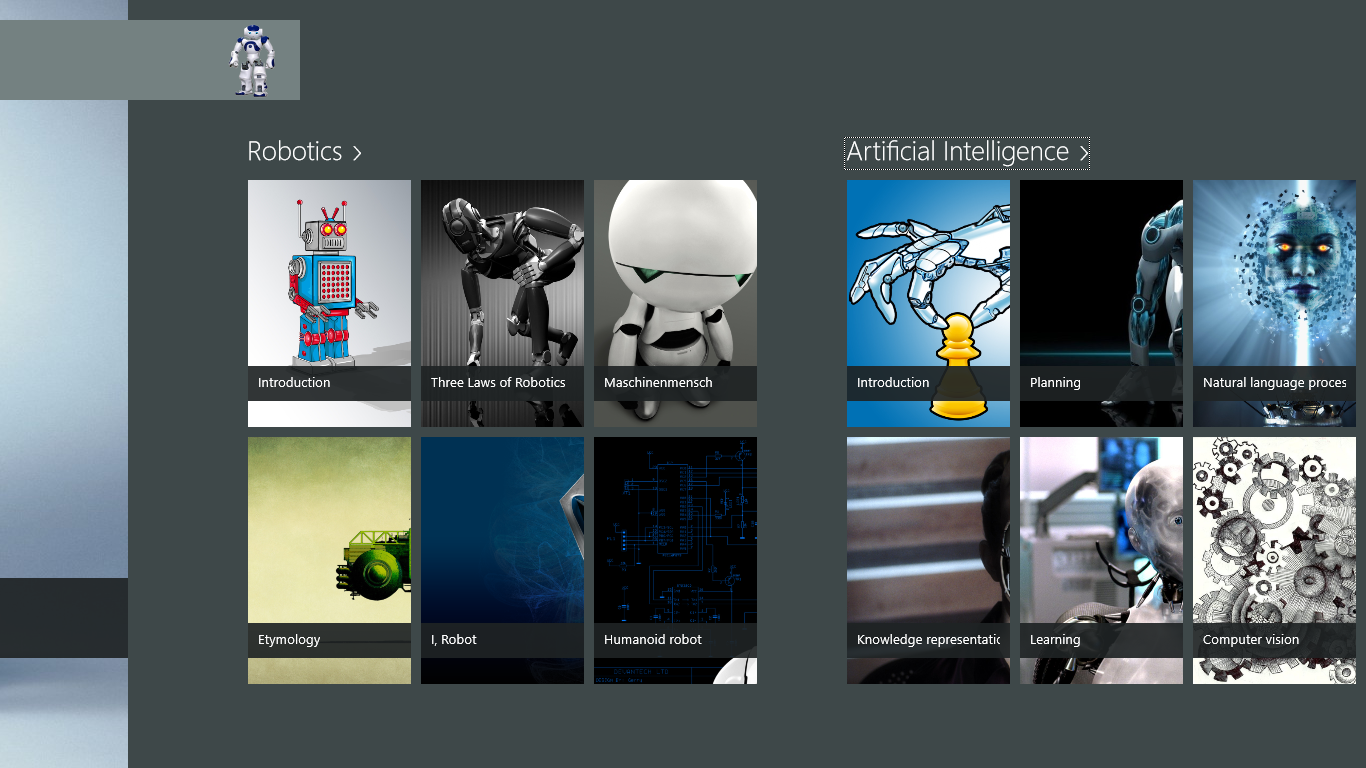 Robotics >
Artificial Intelligence >
Introduction
Three Laws of Robotics
Maschinenmensch
Introduction
Planning
Natural language proces
Etymology
I, Robot
Humanoid robot
Knowledge representatic
Learning
Computer vision